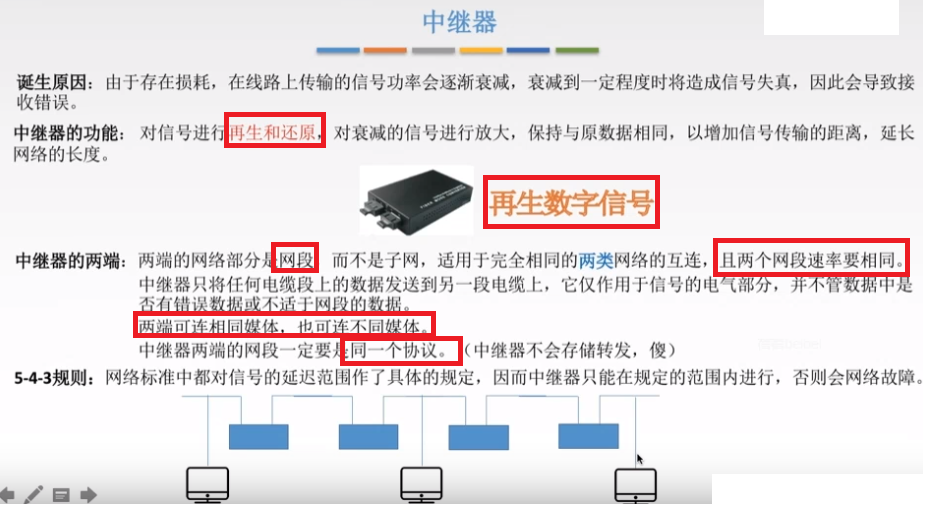 中继器
诞生原因：由于存在损耗，在线路上传输的信号功率会逐渐衰减，衰减到一定程度时将造成信号失真，因此会导致接
收错误。
中继器的功能： 对信号进行再生和还原，对衰减的信号进行放大，保持与原数据相同，以增加信号传输的距离，延长
网络的长度。
再生数字信号
中继器的两端：两端的网络部分是网段，而不是子网，适用于完全相同的两类网络的互连，且两个网段速率要相同。
中继器只将任何电缆段上的数据发送到另一段电缆上，它仅作用于信号的电气部分，并不管数据中是
否有错误数据或不适于网段的数据。
两端可连相同媒体，也可连不同媒体。
中继器两端的网段一定要是同一个协议。（中继器不会存储转发，傻）
5-4-3规则：网络标准中都对信号的延迟范围作了具体的规定，因而中继器只能在规定的范围内进行，否则会网络故障。